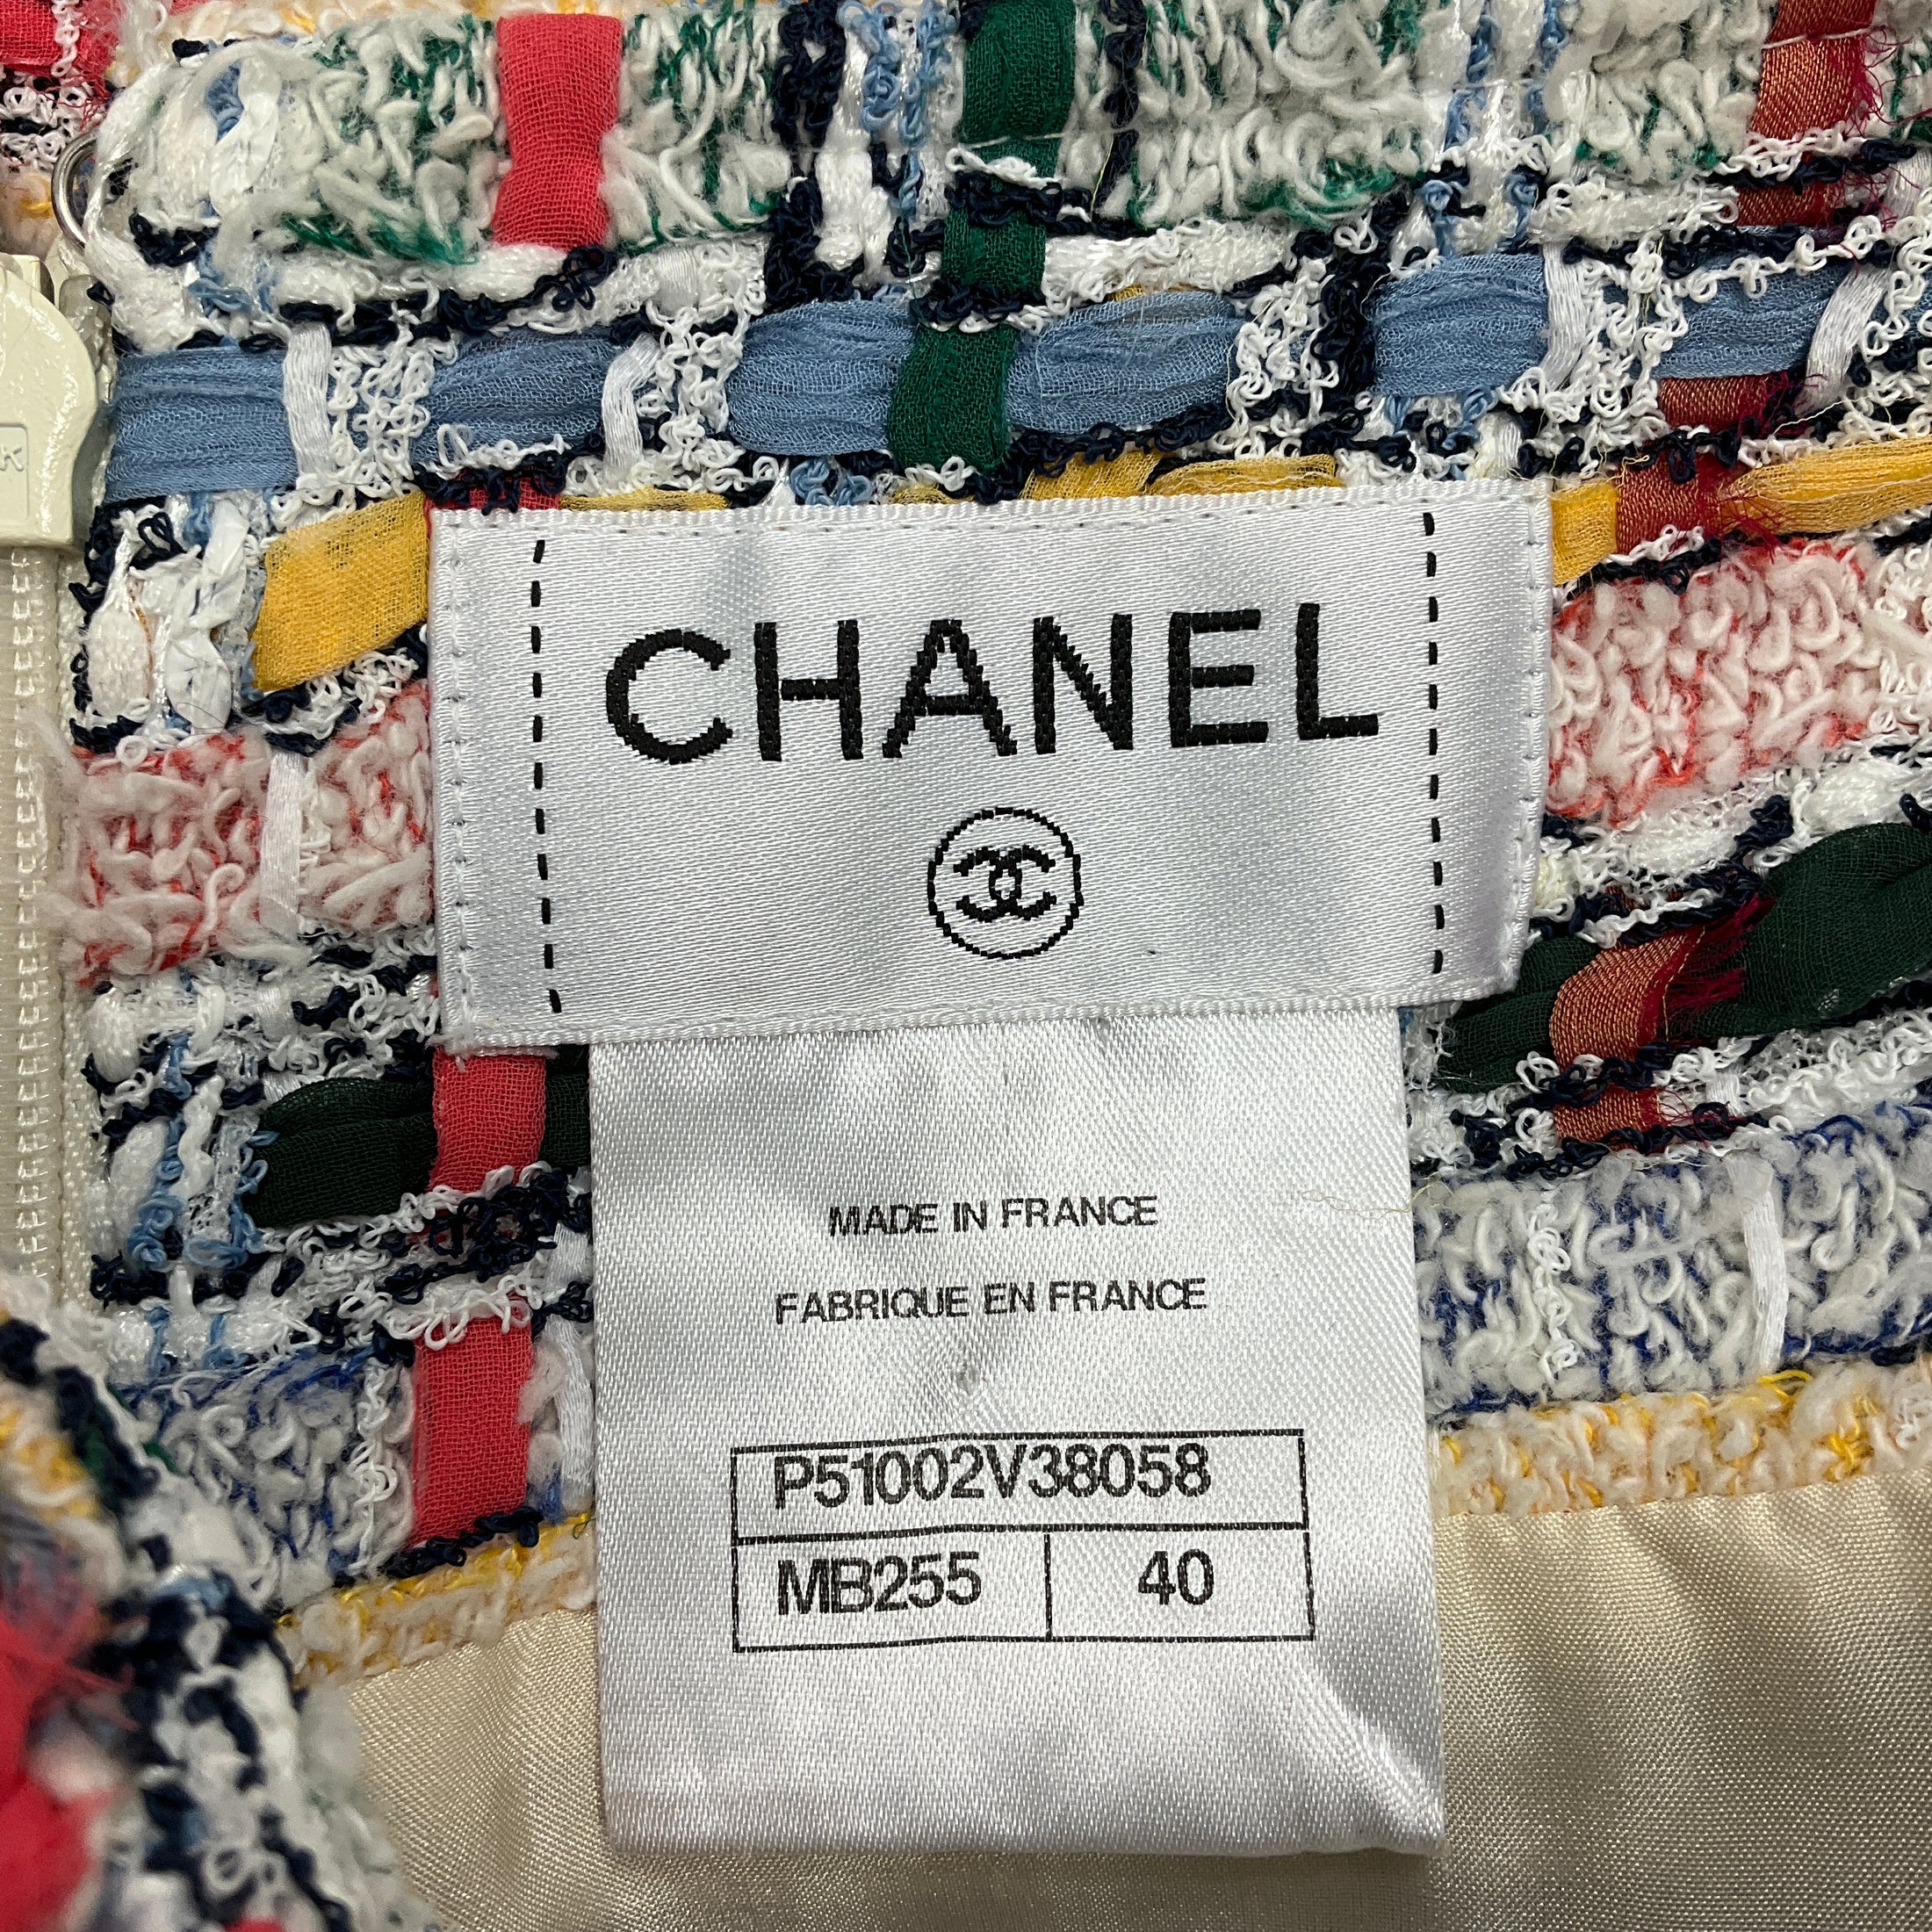 CHANEL
MADE IN FRANCE
FABRIQUE EN FRANCE
P51002V38058
MB255 40